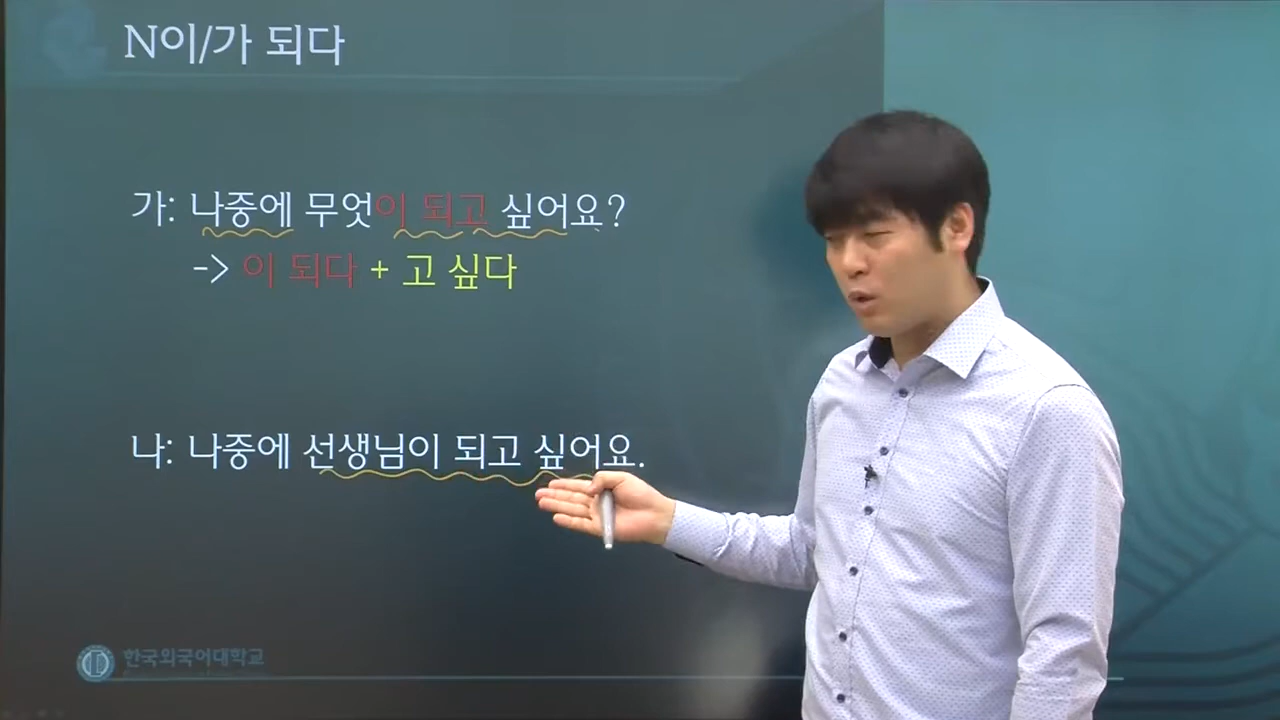 N이/가 되다
가: 나중에 무엇이 되고 싶어요?
-> 이 되다 + 고 싶다
나: 나중에 선생님이 되고 싶어요.
한국외국어대학교